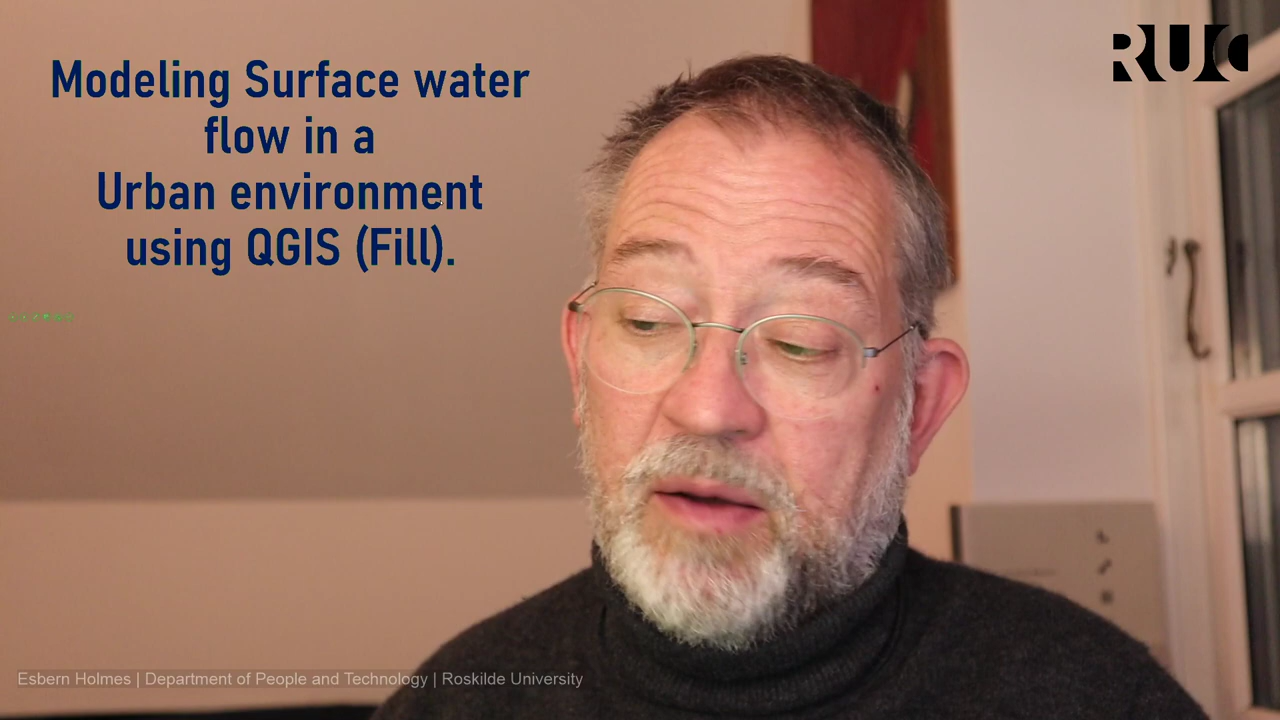 Modeling Surface water
flow in a
Urban environment
using QGIS (Fill).
RUC
Esbern Holmes | Department of People and Technology | Roskilde University